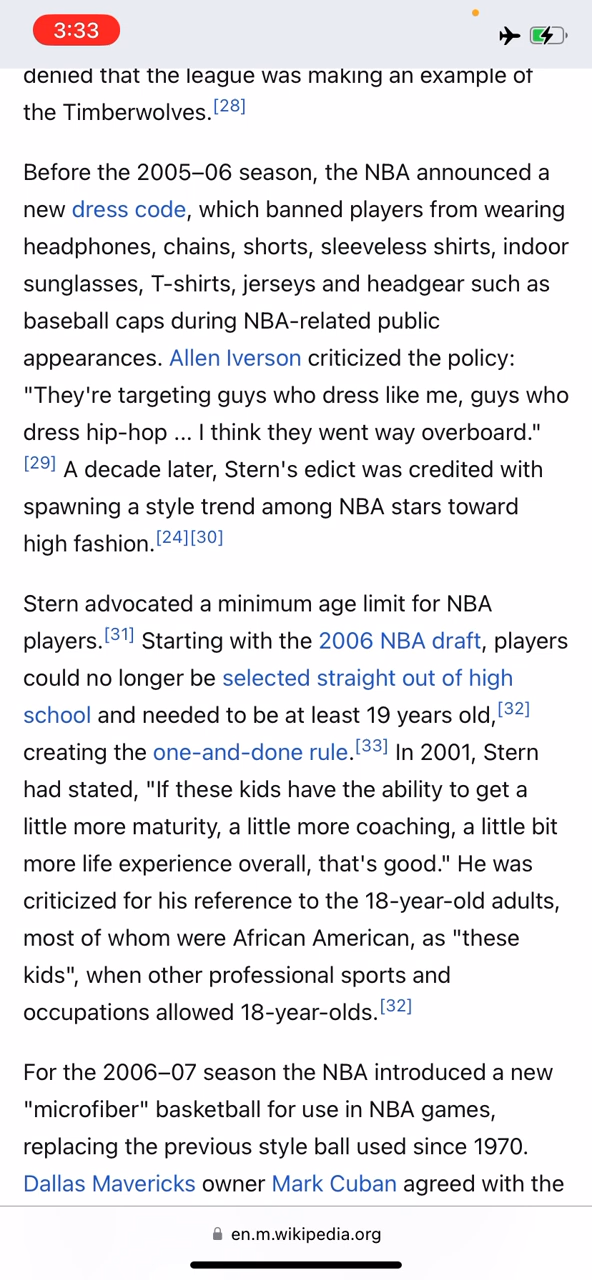 3:33
denied that the league was making an example of
the Timberwolves.[28]
Before the 2005–06 season, the NBA announced a
new dress code, which banned players from wearing
headphones, chains, shorts, sleeveless shirts, indoor
sunglasses, T-shirts, jerseys and headgear such as
baseball caps during NBA-related public
appearances. Allen Iverson criticized the policy:
"They're targeting guys who dress like me, guys who
dress hip-hop ... I think they went way overboard."
[29] A decade later, Stern's edict was credited with
spawning a style trend among NBA stars toward
high fashion.[24][30]
Stern advocated a minimum age limit for NBA
players.[31] Starting with the 2006 NBA draft, players
could no longer be selected straight out of high
school and needed to be at least 19 years old,[32]
creating the one-and-done rule.[33] In 2001, Stern
had stated, "If these kids have the ability to get a
little more maturity, a little more coaching, a little bit
more life experience overall, that's good." He was
criticized for his reference to the 18-year-old adults,
most of whom were African American, as "these
kids", when other professional sports and
occupations allowed 18-year-olds.[32]
For the 2006–07 season the NBA introduced a new
"microfiber" basketball for use in NBA games,
replacing the previous style ball used since 1970.
Dallas Mavericks owner Mark Cuban agreed with the
en.m.wikipedia.org